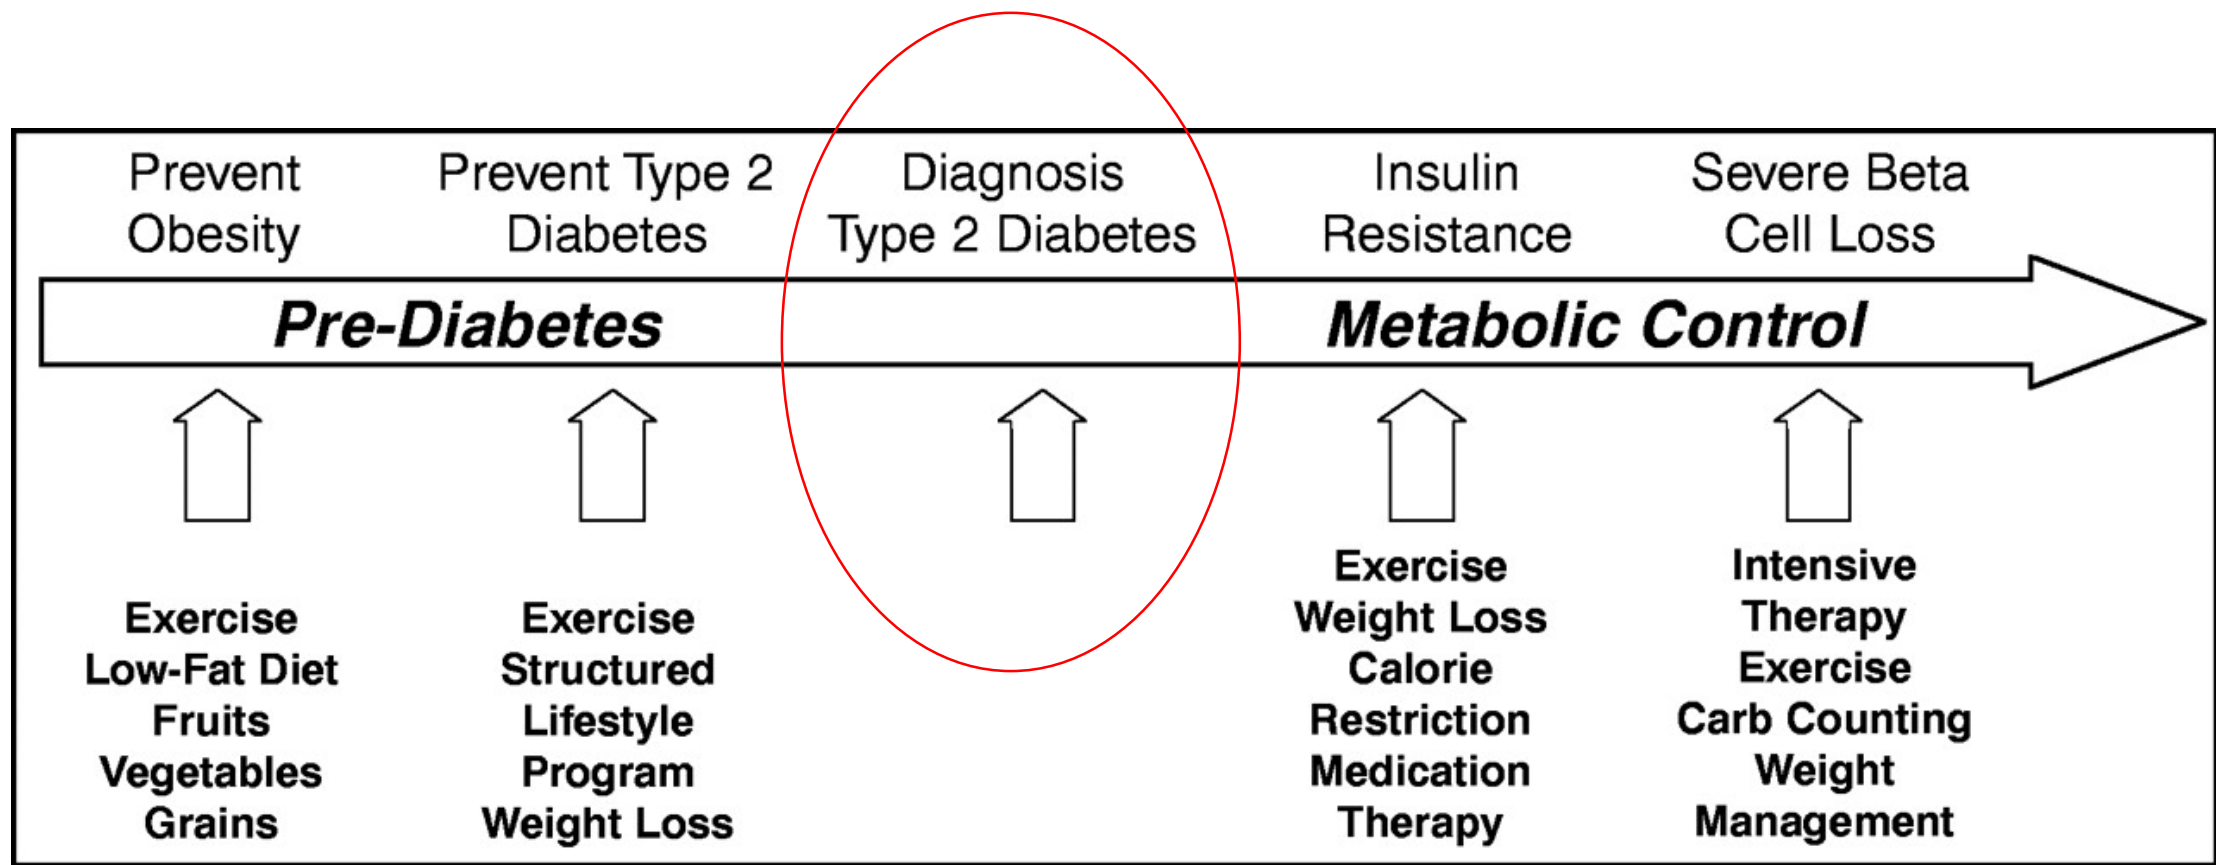 Prevent
Obesity
Prevent Type 2
Diabetes
Diagnosis
Type 2 Diabetes
Insulin
Resistance
Severe Beta
Cell Loss
Pre-Diabetes
Metabolic Control
Exercise
Low-Fat Diet
Fruits
Vegetables
Grains
Exercise
Structured
Lifestyle
Program
Weight Loss
Exercise
Weight Loss
Calorie
Restriction
Medication
Therapy
Intensive
Therapy
Exercise
Carb Counting
Weight
Management